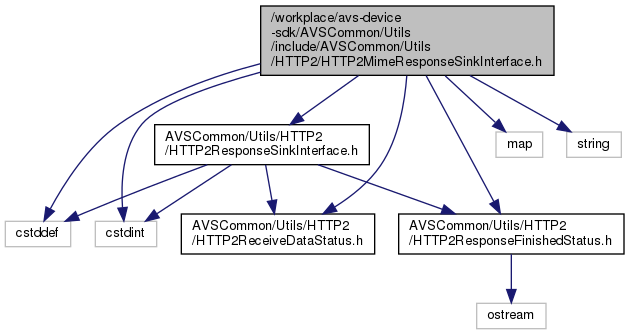 /workplace/avs-device
-sdk/AVSCommon/Utils
/include/AVSCommon/Utils
/HTTP2/HTTP2MimeResponseSinkInterface.h
AVSCommon/Utils/HTTP2
/HTTP2ResponseSinkInterface.h
map
string
cstddef
cstdint
AVSCommon/Utils/HTTP2
/HTTP2ReceiveDataStatus.h
AVSCommon/Utils/HTTP2
/HTTP2ResponseFinishedStatus.h
ostream